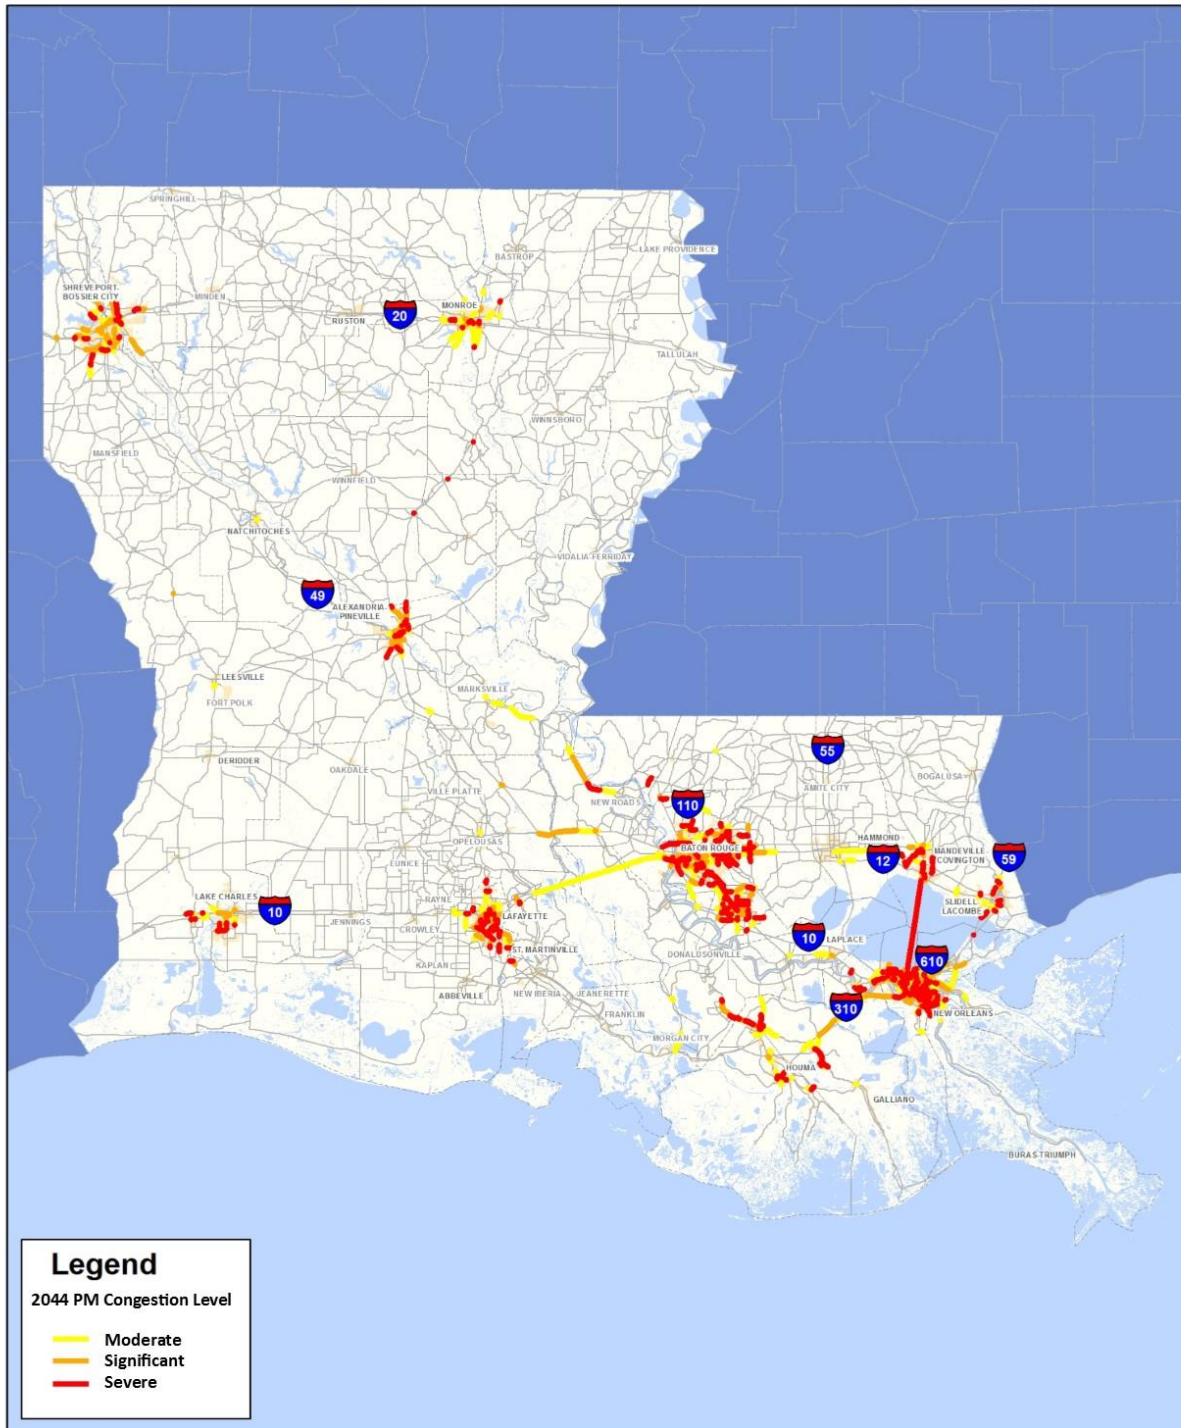 SPRINGHILL
LAKE PROVIDENCE
BASTROP
SHREVEPORT-
BOSSIER CITY
MINDEN
MONROE
RUSTON
20
TALLULAH
WINNSBORO
MANSFIELD
WINNFIELD
NATCHITOCHES
VIDALIA-FERRIDAY
49
ALEXANDRIA
PINEVILLE
LEESVILLE
MARKSVILLE
FORT POLK
55
DERIDDER
OAKDALE
BOGALUSA
AMITE CITY
VILLE PLATTE
NEW ROADS
110
OPELOUSAS
HAMMOND
BATON ROUGE
MANDEVILLE
COVINGTON
12
59
EUNICE
LAKE CHARLES
RAYNE
SLIDELL
LACOMBE
10
JENNINGS
LAFAYETTE
CROWLEY
10
LAPLACE
ST. MARTINVILLE
DONALDSONVILLE
610
KAPLAN
ABBEVILLE
NEW IBERIA
JEANERETTE
310
NEW ORLEANS
FRANKLIN
MORGAN CITY
HOUMA
GALLIANO
BURAS-TRIUMPH
Legend
2044 PM Congestion Level
Moderate
Significant
Severe